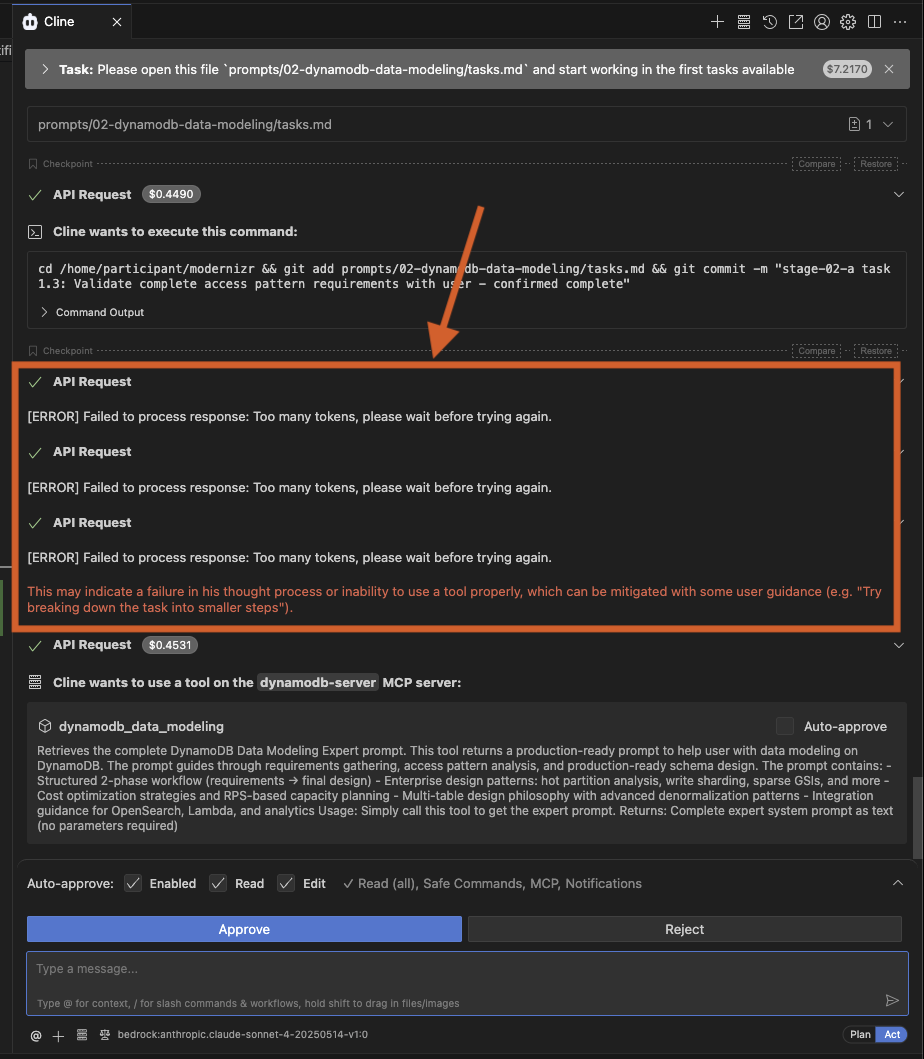 Cline
tifi
Task: Please open this file `prompts/02-dynamodb-data-modeling/tasks.md` and start working in the first tasks available
$7.2170
prompts/02-dynamodb-data-modeling/tasks.md
1
Checkpoint
Compare
Restore
API Request
$0.4490
Cline wants to execute this command:
cd /home/participant/modernizr && git add prompts/02-dynamodb-data-modeling/tasks.md && git commit -m "stage-02-a task
1.3: Validate complete access pattern requirements with user - confirmed complete"
Command Output
Checkpoint
Compare
Restore
API Request
[ERROR] Failed to process response: Too many tokens, please wait before trying again.
API Request
[ERROR] Failed to process response: Too many tokens, please wait before trying again.
API Request
[ERROR] Failed to process response: Too many tokens, please wait before trying again.
This may indicate a failure in his thought process or inability to use a tool properly, which can be mitigated with some user guidance (e.g. "Try
breaking down the task into smaller steps").
API Request
$0.4531
Cline wants to use a tool on the dynamodb-server MCP server:
dynamodb_data_modeling
Auto-approve
Retrieves the complete DynamoDB Data Modeling Expert prompt. This tool returns a production-ready prompt to help user with data modeling on
DynamoDB. The prompt guides through requirements gathering, access pattern analysis, and production-ready schema design. The prompt contains: -
Structured 2-phase workflow (requirements → final design) - Enterprise design patterns: hot partition analysis, write sharding, sparse GSIs, and more -
Cost optimization strategies and RPS-based capacity planning - Multi-table design philosophy with advanced denormalization patterns - Integration
guidance for OpenSearch, Lambda, and analytics Usage: Simply call this tool to get the expert prompt. Returns: Complete expert system prompt as text
(no parameters required)
Auto-approve:
Enabled
Read
Edit
✓ Read (all), Safe Commands, MCP, Notifications
Approve
Reject
Type a message...
Type @ for context, / for slash commands & workflows, hold shift to drag in files/images
@
bedrock:anthropic.claude-sonnet-4-20250514-v1:0
Plan
Act